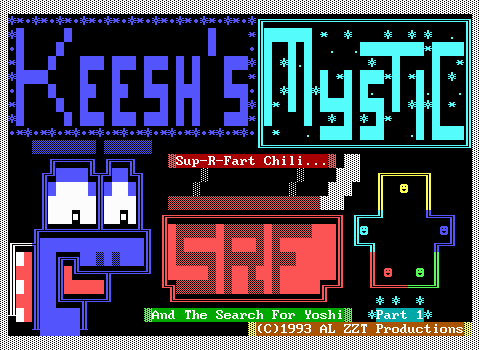 KEESH'S MYSTIC
Sup-R-Fart Chili...
And The Search For Yoshi
Part 1
(C)1993 AL ZZT Productions